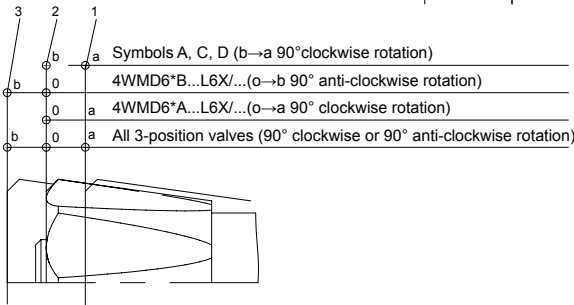 3 2 1
b a Symbols A, C, D (b→a 90°clockwise rotation)
b 0 4WMD6*B...L6X/...(o→b 90° anti-clockwise rotation)
0 a 4WMD6*A...L6X/...(o→a 90° clockwise rotation)
b 0 a All 3-position valves (90° clockwise or 90° anti-clockwise rotation)